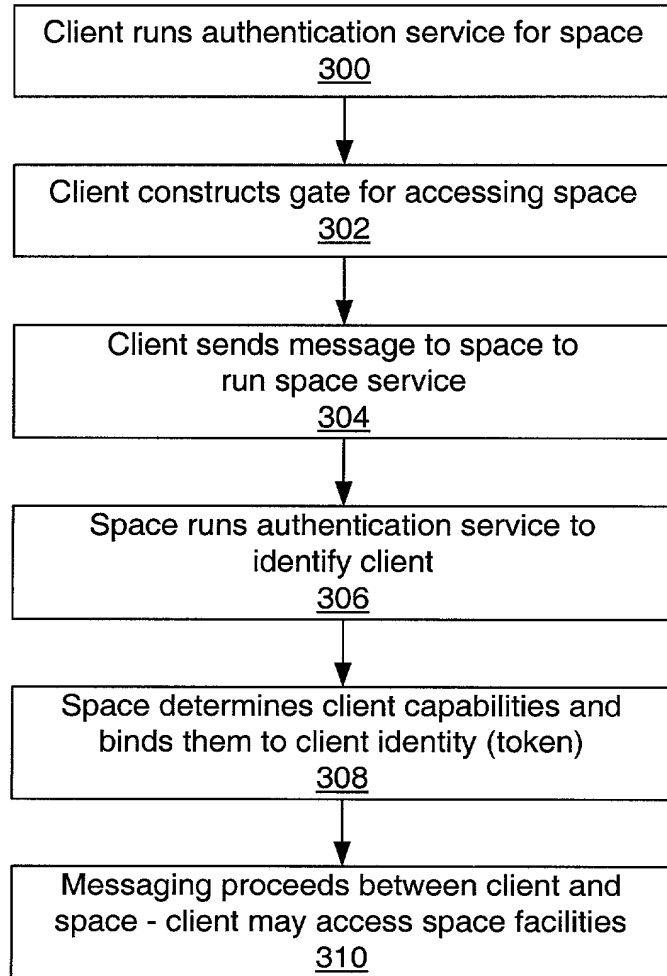 Client runs authentication service for space
300
Client constructs gate for accessing space
302
Client sends message to space to
run space service
304
Space runs authentication service to
identify client
306
Space determines client capabilities and
binds them to client identity (token)
308
Messaging proceeds between client and
space - client may access space facilities
310